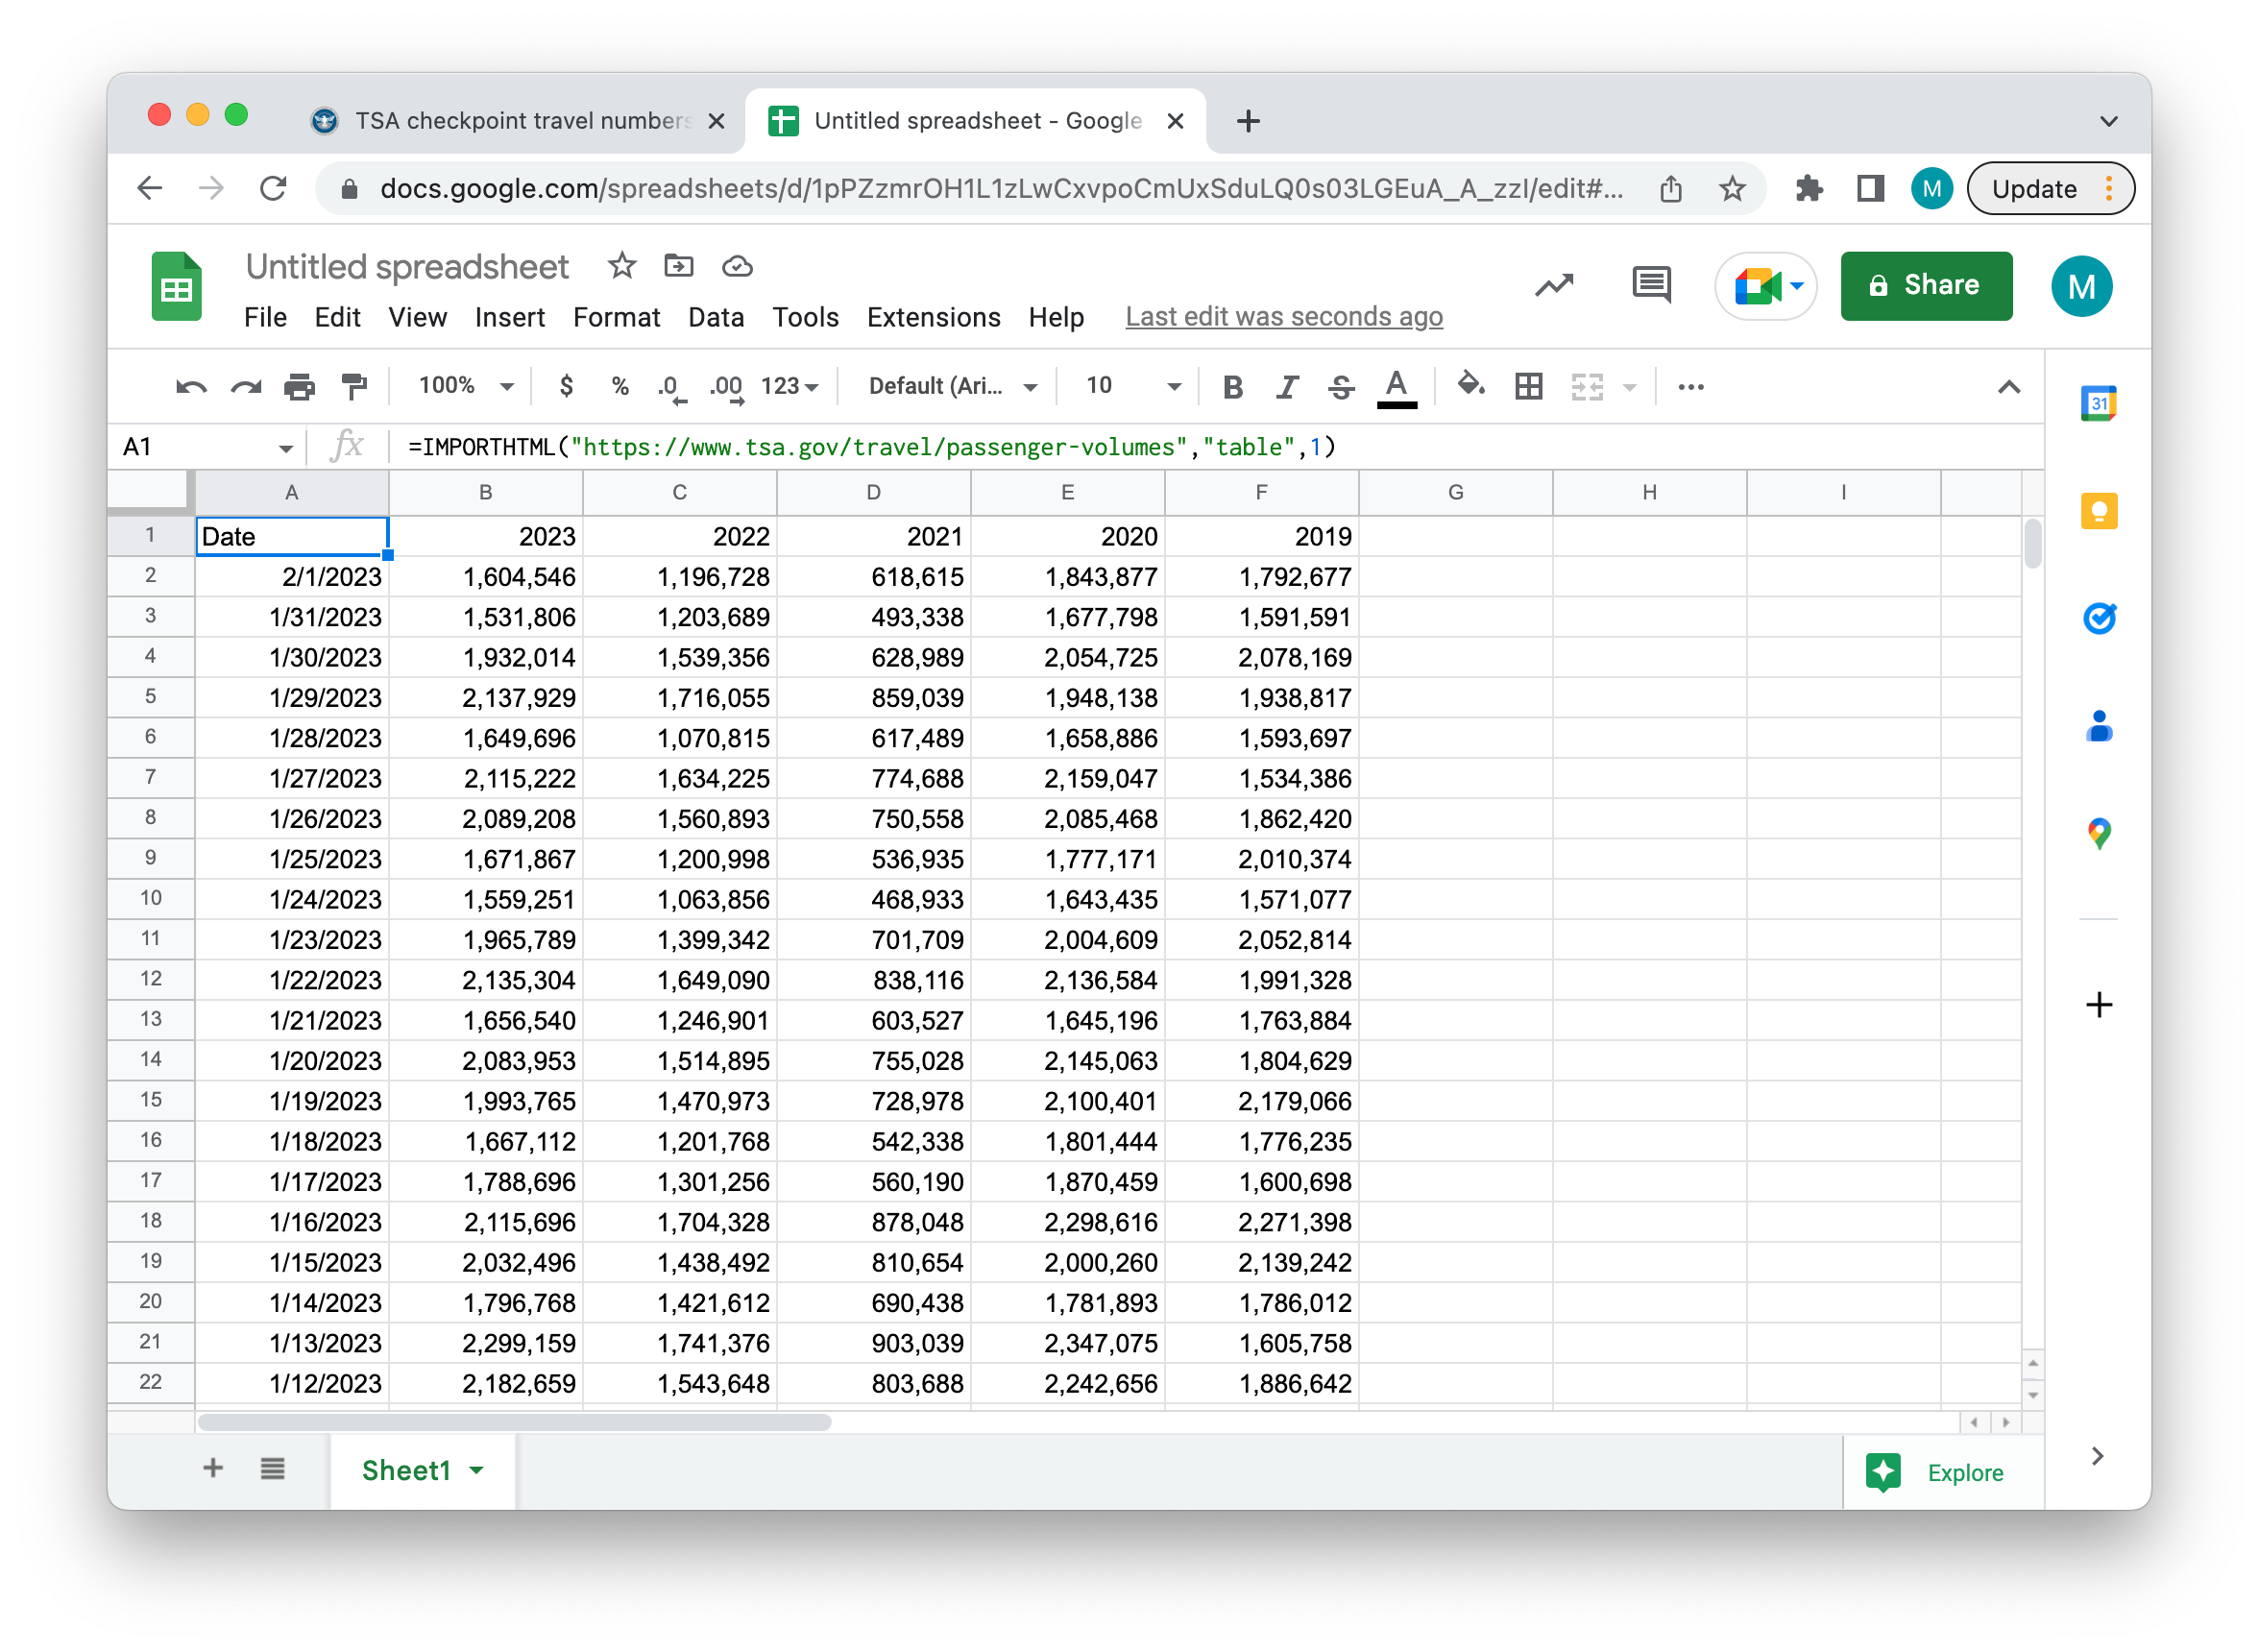 TSA checkpoint travel numbers
Untitled spreadsheet - Google
docs.google.com/spreadsheets/d/1pPZzmrOH1L1zLwCxvpoCmUxSduLQ0s03LGEuA_A_zzI/edit#...
M
Update
Untitled spreadsheet
Share
M
File Edit View Insert Format Data Tools Extensions Help Last edit was seconds ago
100% $ % .0 .00 123 Default (Ari... 10 B I S A
31
A1 fx =IMPORTHTML("https://www.tsa.gov/travel/passenger-volumes","table",1)
A B C D E F G H I
1 Date 2023 2022 2021 2020 2019
2 2/1/2023 1,604,546 1,196,728 618,615 1,843,877 1,792,677
3 1/31/2023 1,531,806 1,203,689 493,338 1,677,798 1,591,591
4 1/30/2023 1,932,014 1,539,356 628,989 2,054,725 2,078,169
5 1/29/2023 2,137,929 1,716,055 859,039 1,948,138 1,938,817
6 1/28/2023 1,649,696 1,070,815 617,489 1,658,886 1,593,697
7 1/27/2023 2,115,222 1,634,225 774,688 2,159,047 1,534,386
8 1/26/2023 2,089,208 1,560,893 750,558 2,085,468 1,862,420
9 1/25/2023 1,671,867 1,200,998 536,935 1,777,171 2,010,374
10 1/24/2023 1,559,251 1,063,856 468,933 1,643,435 1,571,077
11 1/23/2023 1,965,789 1,399,342 701,709 2,004,609 2,052,814
12 1/22/2023 2,135,304 1,649,090 838,116 2,136,584 1,991,328
13 1/21/2023 1,656,540 1,246,901 603,527 1,645,196 1,763,884
14 1/20/2023 2,083,953 1,514,895 755,028 2,145,063 1,804,629
15 1/19/2023 1,993,765 1,470,973 728,978 2,100,401 2,179,066
16 1/18/2023 1,667,112 1,201,768 542,338 1,801,444 1,776,235
17 1/17/2023 1,788,696 1,301,256 560,190 1,870,459 1,600,698
18 1/16/2023 2,115,696 1,704,328 878,048 2,298,616 2,271,398
19 1/15/2023 2,032,496 1,438,492 810,654 2,000,260 2,139,242
20 1/14/2023 1,796,768 1,421,612 690,438 1,781,893 1,786,012
21 1/13/2023 2,299,159 1,741,376 903,039 2,347,075 1,605,758
22 1/12/2023 2,182,659 1,543,648 803,688 2,242,656 1,886,642
Sheet1
Explore